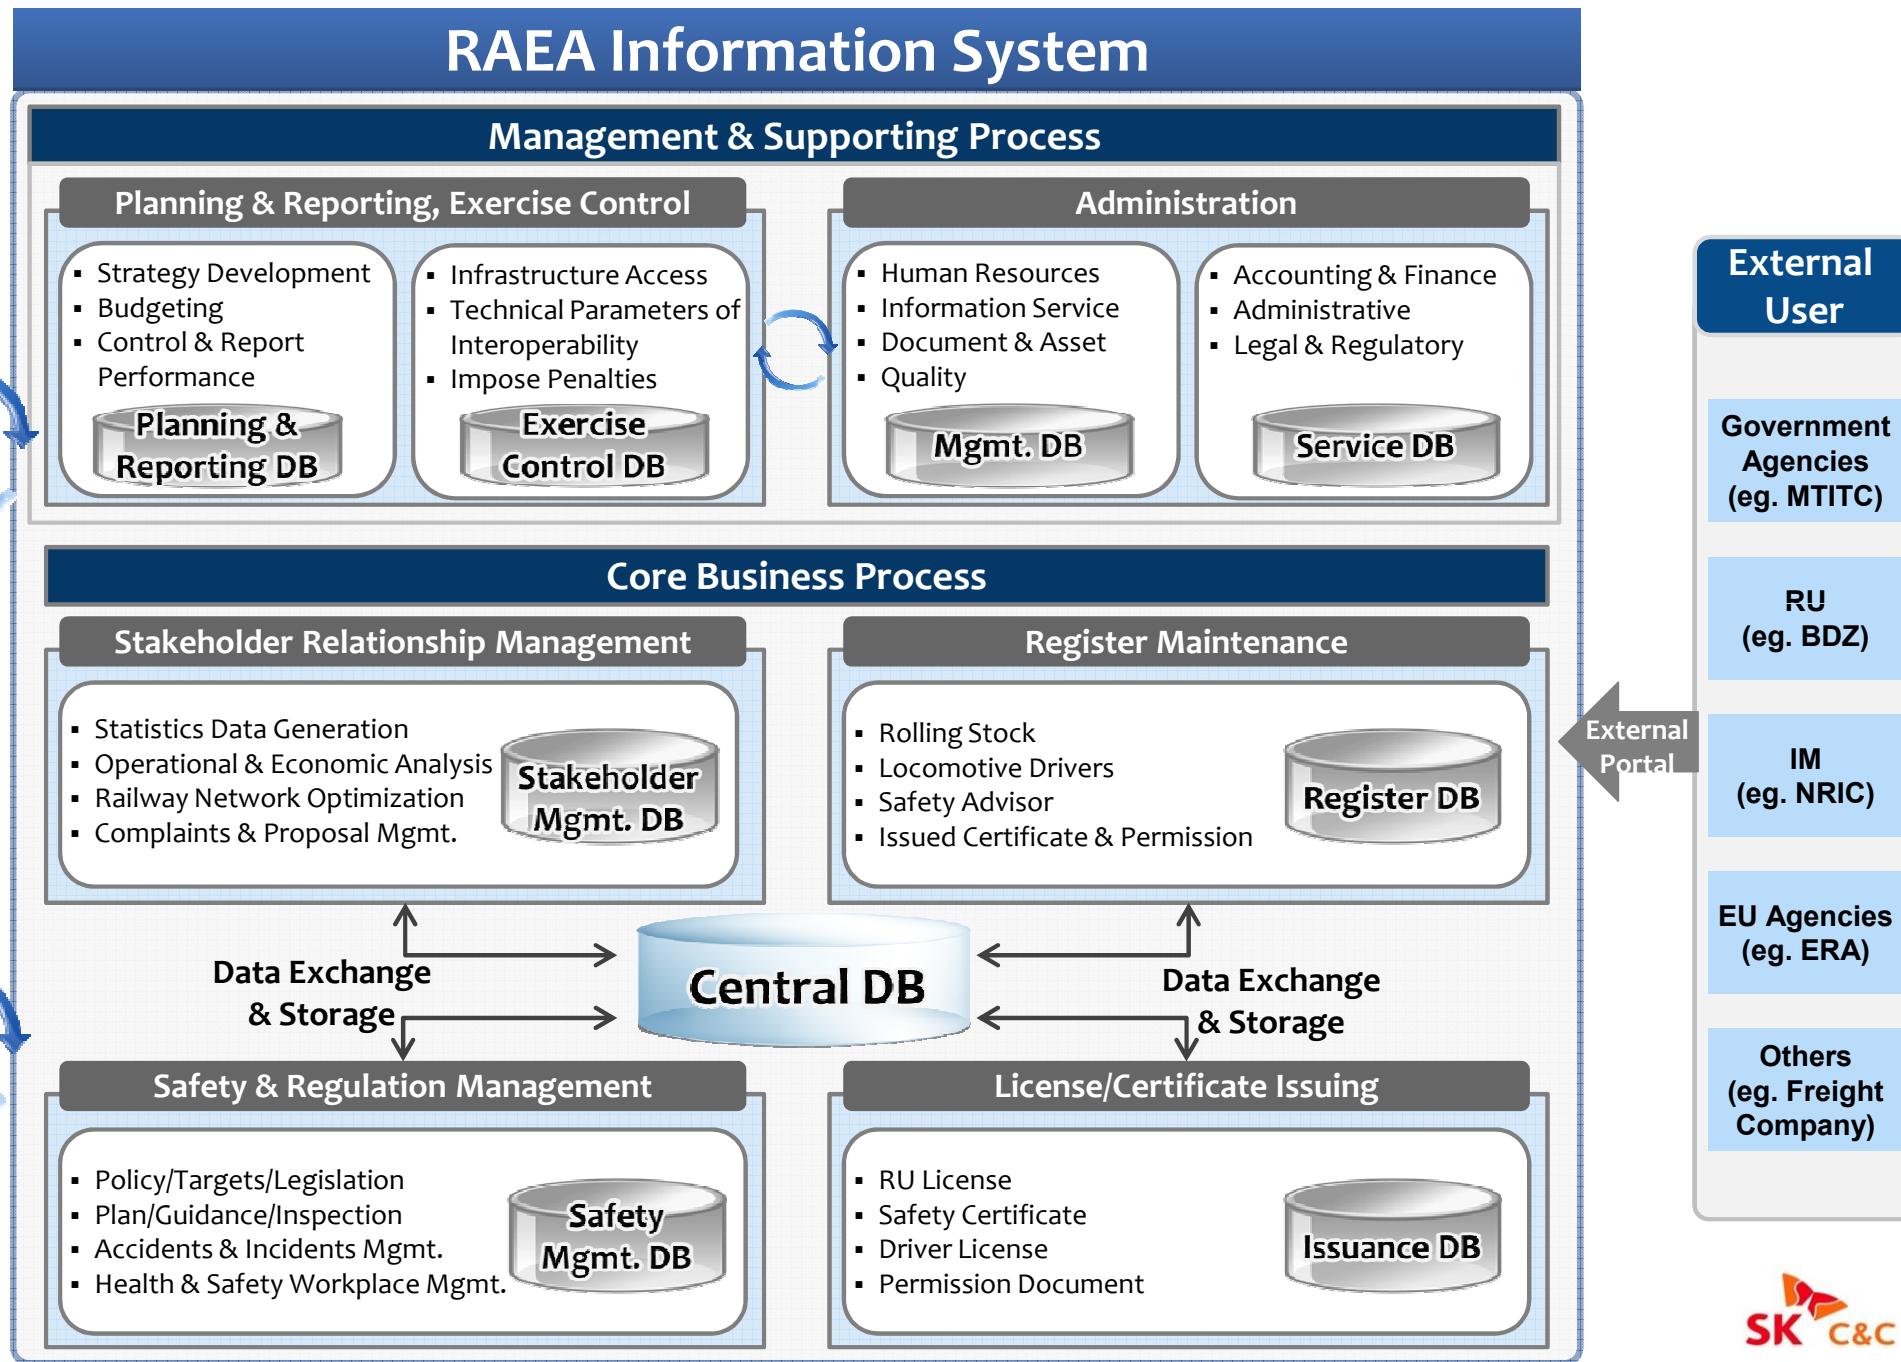 RAEA Information System
Management & Supporting Process
Planning & Reporting, Exercise Control
▪ Strategy Development
▪ Budgeting
▪ Control & Report
Performance
Planning &
Reporting DB
▪ Infrastructure Access
▪ Technical Parameters of
Interoperability
▪ Impose Penalties
Exercise
Control DB
Administration
▪ Human Resources
▪ Information Service
▪ Document & Asset
▪ Quality
Mgmt. DB
▪ Accounting & Finance
▪ Administrative
▪ Legal & Regulatory
Service DB
Core Business Process
Stakeholder Relationship Management
▪ Statistics Data Generation
▪ Operational & Economic Analysis
▪ Railway Network Optimization
▪ Complaints & Proposal Mgmt.
Stakeholder
Mgmt. DB
Register Maintenance
▪ Rolling Stock
▪ Locomotive Drivers
▪ Safety Advisor
▪ Issued Certificate & Permission
Register DB
Data Exchange
& Storage
Central DB
Data Exchange
& Storage
Safety & Regulation Management
▪ Policy/Targets/Legislation
▪ Plan/Guidance/Inspection
▪ Accidents & Incidents Mgmt.
▪ Health & Safety Workplace Mgmt.
Safety
Mgmt. DB
License/Certificate Issuing
▪ RU License
▪ Safety Certificate
▪ Driver License
▪ Permission Document
Issuance DB
External
Portal
External
User
Government
Agencies
(eg. MTITC)
RU
(eg. BDZ)
IM
(eg. NRIC)
EU Agencies
(eg. ERA)
Others
(eg. Freight
Company)
SK C&C